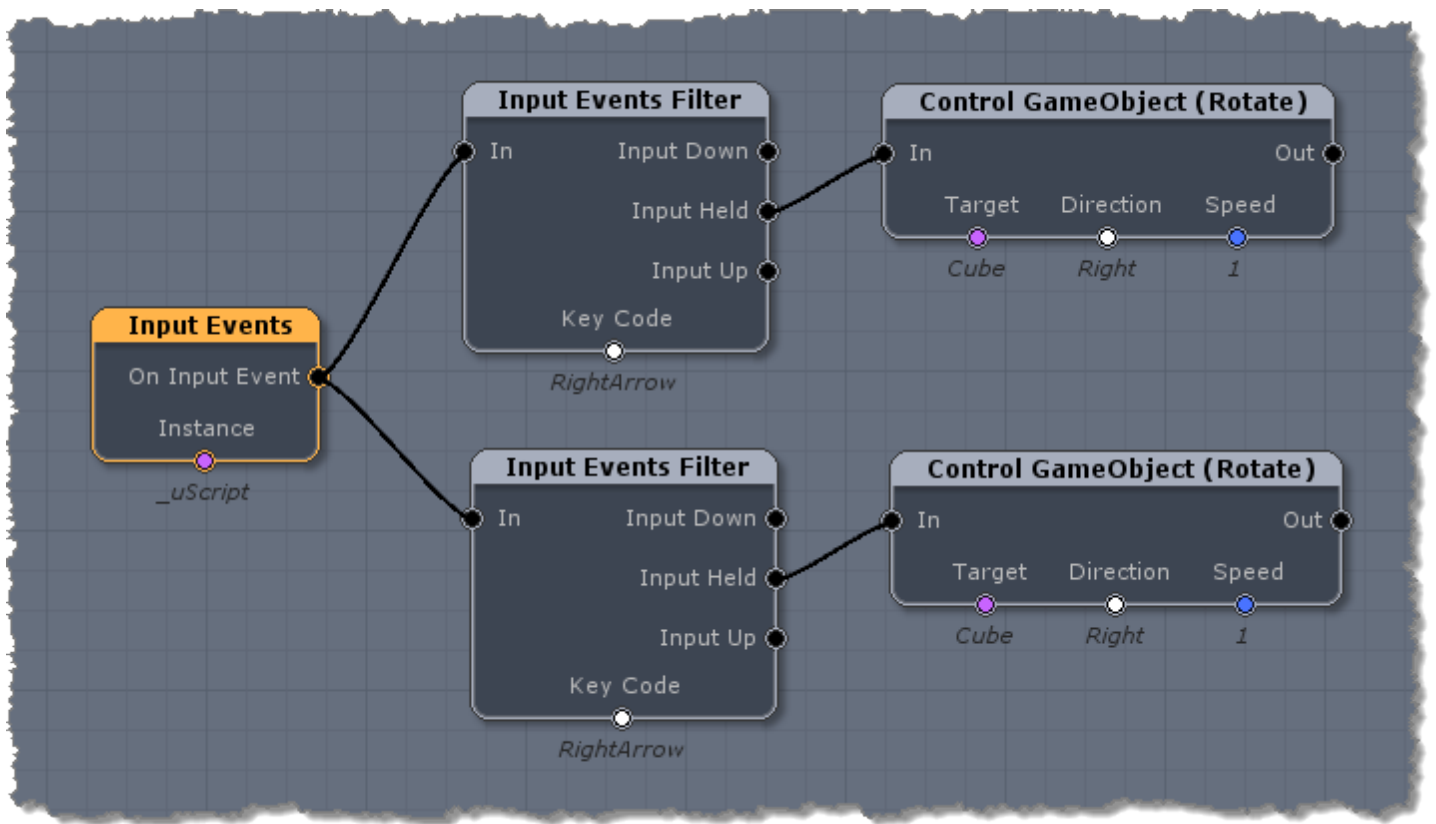 Input Events Filter
In
Input Down
Input Held
Input Up
Key Code
RightArrow
Control GameObject (Rotate)
In
Out
Target Direction Speed
Cube Right 1
Input Events
On Input Event
Instance
_uScript
Input Events Filter
In
Input Down
Input Held
Input Up
Key Code
RightArrow
Control GameObject (Rotate)
In
Out
Target Direction Speed
Cube Right 1